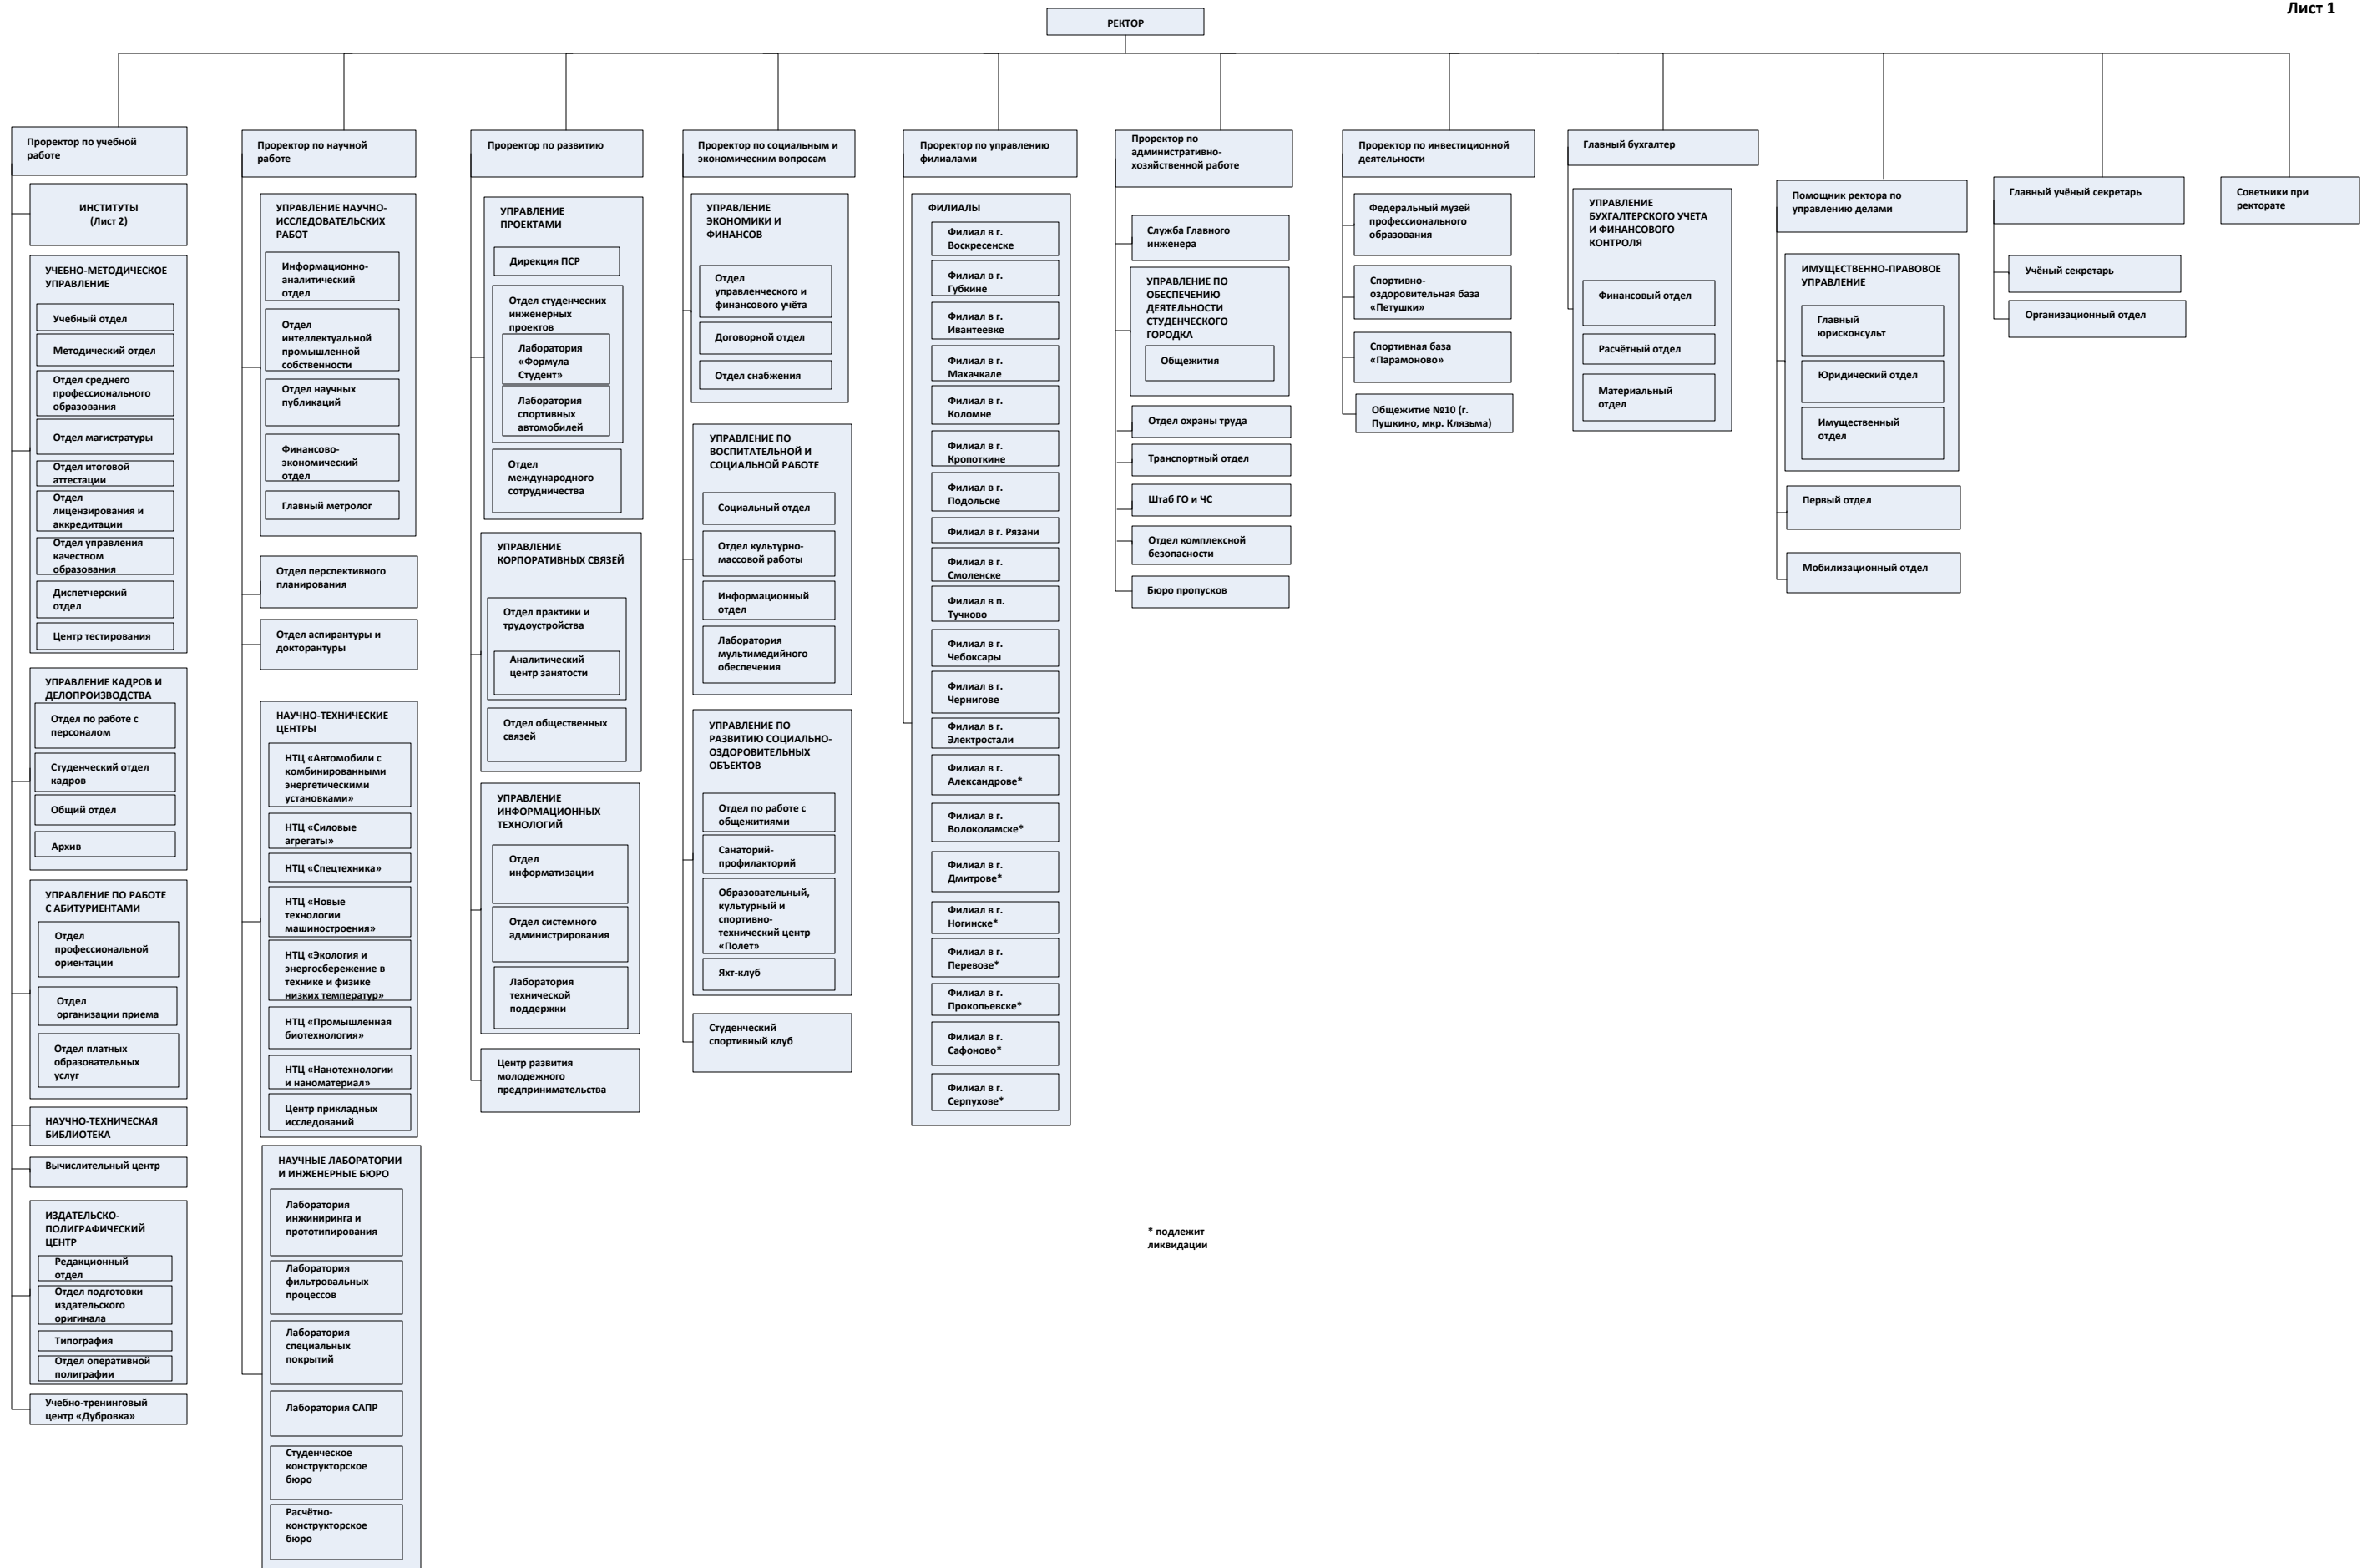 Лист 1
РЕКТОР
Проректор по учебной
работе
ИНСТИТУТЫ
(Лист 2)
УЧЕБНО-МЕТОДИЧЕСКОЕ
УПРАВЛЕНИЕ
Учебный отдел
Методический отдел
Отдел среднего
профессионального
образования
Отдел магистратуры
Отдел итоговой
аттестации
Отдел
лицензирования и
аккредитации
Отдел управления
качеством
образования
Диспетчерский
отдел
Центр тестирования
УПРАВЛЕНИЕ КАДРОВ И
ДЕЛОПРОИЗВОДСТВА
Отдел по работе с
персоналом
Студенческий отдел
кадров
Общий отдел
Архив
УПРАВЛЕНИЕ ПО РАБОТЕ
С АБИТУРИЕНТАМИ
Отдел
профессиональной
ориентации
Отдел
организации приема
Отдел платных
образовательных
услуг
НАУЧНО-ТЕХНИЧЕСКАЯ
БИБЛИОТЕКА
Вычислительный центр
ИЗДАТЕЛЬСКО-
ПОЛИГРАФИЧЕСКИЙ
ЦЕНТР
Редакционный
отдел
Отдел подготовки
издательского
оригинала
Типография
Отдел оперативной
полиграфии
Учебно-тренинговый
центр «Дубровка»
Проректор по научной
работе
УПРАВЛЕНИЕ НАУЧНО-
ИССЛЕДОВАТЕЛЬСКИХ
РАБОТ
Информационно-
аналитический
отдел
Отдел
интеллектуальной
промышленной
собственности
Отдел научных
публикаций
Финансово-
экономический
отдел
Главный метролог
Отдел перспективного
планирования
Отдел аспирантуры и
докторантуры
НАУЧНО-ТЕХНИЧЕСКИЕ
ЦЕНТРЫ
НТЦ «Автомобили с
комбинированными
энергетическими
установками»
НТЦ «Силовые
агрегаты»
НТЦ «Спецтехника»
НТЦ «Новые
технологии
машиностроения»
НТЦ «Экология и
энергосбережение в
технике и физике
низких температур»
НТЦ «Промышленная
биотехнология»
НТЦ «Нанотехнологии
и наноматериал»
Центр прикладных
исследований
НАУЧНЫЕ ЛАБОРАТОРИИ
И ИНЖЕНЕРНЫЕ БЮРО
Лаборатория
инжиниринга и
прототипирования
Лаборатория
фильтровальных
процессов
Лаборатория
специальных
покрытий
Лаборатория САПР
Студенческое
конструкторское
бюро
Расчётно-
конструкторское
бюро
Проректор по развитию
УПРАВЛЕНИЕ
ПРОЕКТАМИ
Дирекция ПСР
Отдел студенческих
инженерных
проектов
Лаборатория
«Формула
Студент»
Лаборатория
спортивных
автомобилей
Отдел
международного
сотрудничества
УПРАВЛЕНИЕ
КОРПОРАТИВНЫХ СВЯЗЕЙ
Отдел практики и
трудоустройства
Аналитический
центр занятости
Отдел общественных
связей
УПРАВЛЕНИЕ
ИНФОРМАЦИОННЫХ
ТЕХНОЛОГИЙ
Отдел
информатизации
Отдел системного
администрирования
Лаборатория
технической
поддержки
Центр развития
молодежного
предпринимательства
Проректор по социальным и
экономическим вопросам
УПРАВЛЕНИЕ
ЭКОНОМИКИ И
ФИНАНСОВ
Отдел
управленческого и
финансового учёта
Договорной отдел
Отдел снабжения
УПРАВЛЕНИЕ ПО
ВОСПИТАТЕЛЬНОЙ И
СОЦИАЛЬНОЙ РАБОТЕ
Социальный отдел
Отдел культурно-
массовой работы
Информационный
отдел
Лаборатория
мультимедийного
обеспечения
УПРАВЛЕНИЕ ПО
РАЗВИТИЮ СОЦИАЛЬНО-
ОЗДОРОВИТЕЛЬНЫХ
ОБЪЕКТОВ
Отдел по работе с
общежитиями
Санаторий-
профилакторий
Образовательный,
культурный и
спортивно-
технический центр
«Полет»
Яхт-клуб
Студенческий
спортивный клуб
Проректор по управлению
филиалами
ФИЛИАЛЫ
Филиал в г.
Воскресенске
Филиал в г.
Губкине
Филиал в г.
Ивантеевке
Филиал в г.
Махачкале
Филиал в г.
Коломне
Филиал в г.
Кропоткине
Филиал в г.
Подольске
Филиал в г. Рязани
Филиал в г.
Смоленске
Филиал в п.
Тучково
Филиал в г.
Чебоксары
Филиал в г.
Чернигове
Филиал в г.
Электростали
Филиал в г.
Александрове*
Филиал в г.
Волоколамске*
Филиал в г.
Дмитрове*
Филиал в г.
Ногинске*
Филиал в г.
Перевозе*
Филиал в г.
Прокопьевске*
Филиал в г.
Сафоново*
Филиал в г.
Серпухове*
Проректор по
административно-
хозяйственной работе
Служба Главного
инженера
УПРАВЛЕНИЕ ПО
ОБЕСПЕЧЕНИЮ
ДЕЯТЕЛЬНОСТИ
СТУДЕНЧЕСКОГО
ГОРОДКА
Общежития
Отдел охраны труда
Транспортный отдел
Штаб ГО и ЧС
Отдел комплексной
безопасности
Бюро пропусков
* подлежит
ликвидации
Проректор по инвестиционной
деятельности
Федеральный музей
профессионального
образования
Спортивно-
оздоровительная база
«Петушки»
Спортивная база
«Парамоново»
Общежитие №10 (г.
Пушкино, мкр. Клязьма)
Главный бухгалтер
УПРАВЛЕНИЕ
БУХГАЛТЕРСКОГО УЧЕТА
И ФИНАНСОВОГО
КОНТРОЛЯ
Финансовый отдел
Расчётный отдел
Материальный
отдел
Помощник ректора по
управлению делами
ИМУЩЕСТВЕННО-ПРАВОВОЕ
УПРАВЛЕНИЕ
Главный
юрисконсульт
Юридический отдел
Имущественный
отдел
Первый отдел
Мобилизационный отдел
Главный учёный секретарь
Учёный секретарь
Организационный отдел
Советники при
ректорате